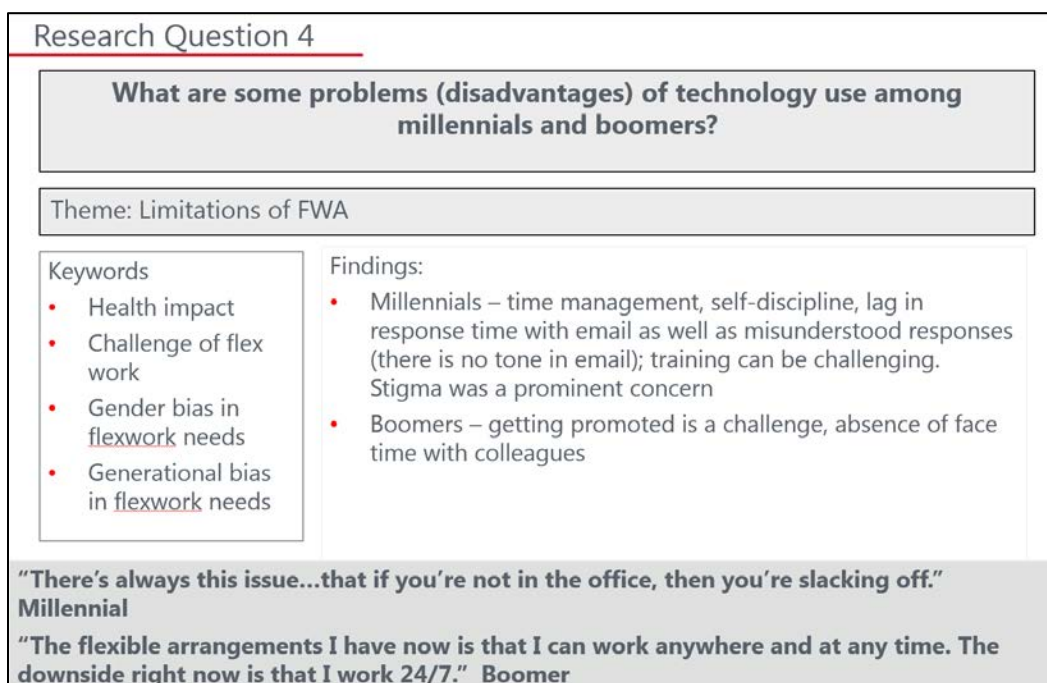 Research Question 4
What are some problems (disadvantages) of technology use among
millennials and boomers?
Theme: Limitations of FWA
Keywords
• Health impact
• Challenge of flex
work
• Gender bias in
flexwork needs
• Generational bias
in flexwork needs
Findings:
• Millennials – time management, self-discipline, lag in
response time with email as well as misunderstood responses
(there is no tone in email); training can be challenging.
Stigma was a prominent concern
• Boomers – getting promoted is a challenge, absence of face
time with colleagues
“There’s always this issue...that if you’re not in the office, then you’re slacking off.”
Millennial
“The flexible arrangements I have now is that I can work anywhere and at any time. The
downside right now is that I work 24/7.” Boomer